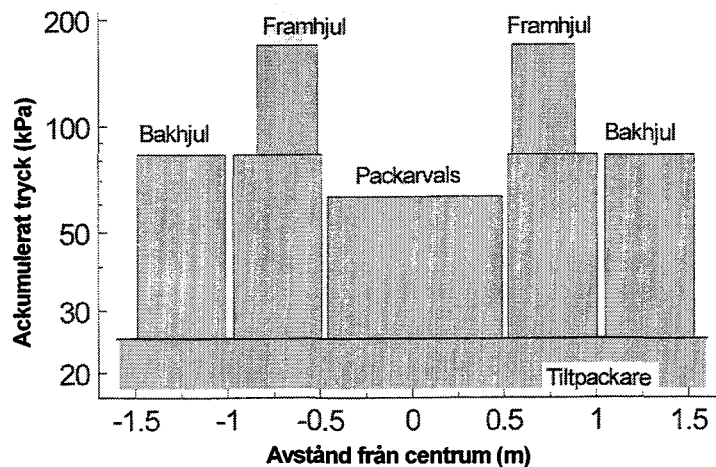 Ackumulerat tryck (kPa)
200
100
50
30
20
Framhjul
Framhjul
Bakhjul
Bakhjul
Packarvals
Tiltpackare
-1.5 -1 -0.5 0 0.5 1 1.5
Avstånd från centrum (m)